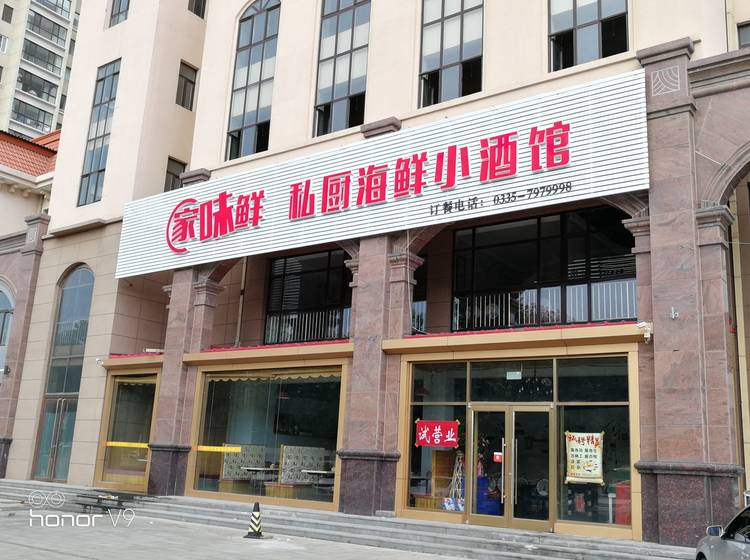 家味鲜 私厨海鲜小酒馆
订餐电话：0335-7979998
试营业
honor V9